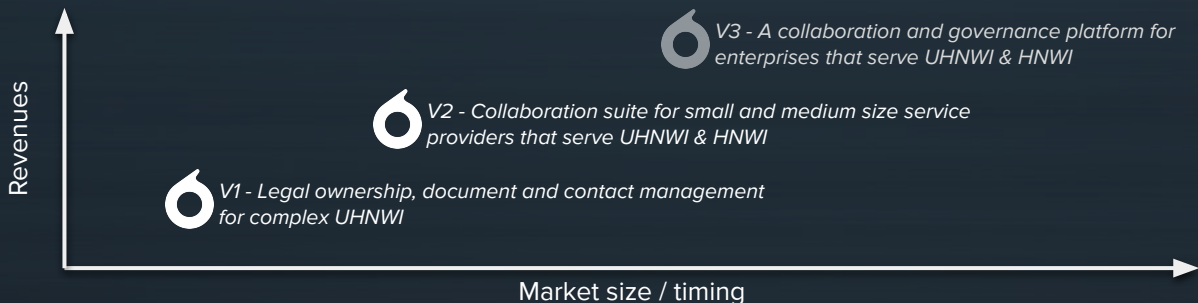 V3 - A collaboration and governance platform for
enterprises that serve UHNWI & HNWI
V2 - Collaboration suite for small and medium size service
providers that serve UHNWI & HNWI
V1 - Legal ownership, document and contact management
for complex UHNWI
Revenues
Market size / timing